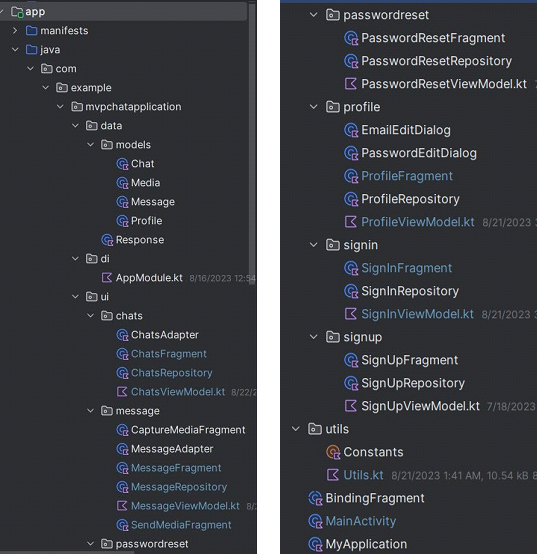 app
manifests
java
com
example
mvpchatapplication
data
models
Chat
Media
Message
Profile
Response
di
AppModule.kt 8/16/2023 12:54
ui
chats
ChatsAdapter
ChatsFragment
ChatsRepository
ChatsViewModel.kt 8/22/2
message
CaptureMediaFragment
MessageAdapter
MessageFragment
MessageRepository
MessageViewModel.kt 8/2
SendMediaFragment
passwordreset
passwordreset
PasswordResetFragment
PasswordResetRepository
PasswordResetViewModel.kt
profile
EmailEditDialog
PasswordEditDialog
ProfileFragment
ProfileRepository
ProfileViewModel.kt 8/21/2023
signin
SignInFragment
SignInRepository
SignInViewModel.kt 8/21/2023
signup
SignUpFragment
SignUpRepository
SignUpViewModel.kt 7/18/2023
utils
Constants
Utils.kt 8/21/2023 1:41 AM, 10.54 kB 8
BindingFragment
MainActivity
MyApplication